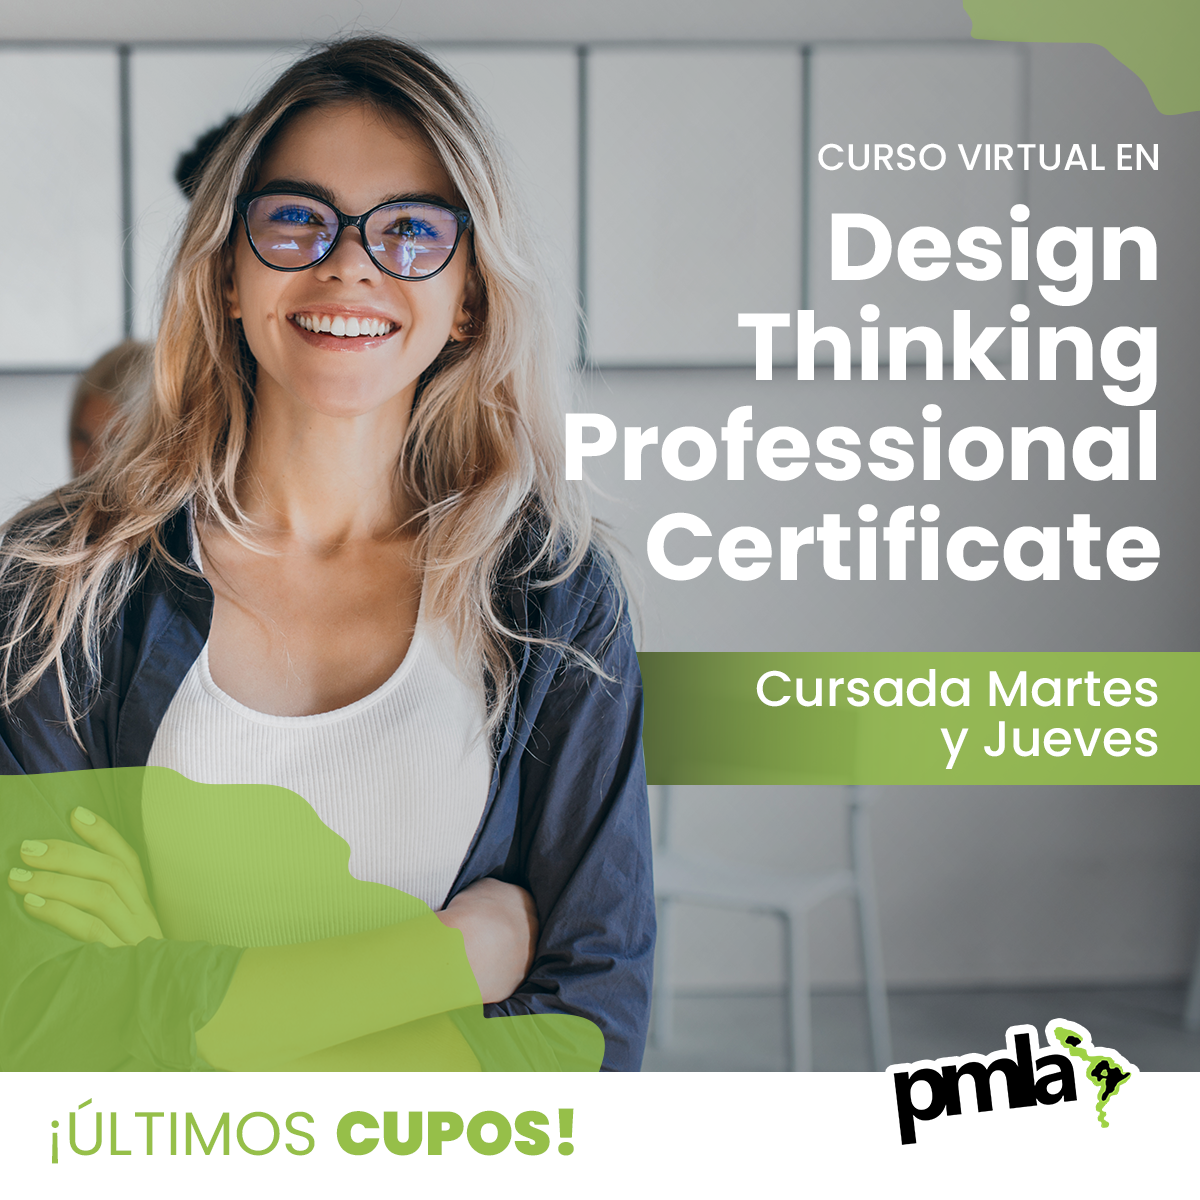 CURSO VIRTUAL EN
Design
Thinking
Professional
Certificate
Cursada Martes
y Jueves
¡ÚLTIMOS CUPOS!
pmla